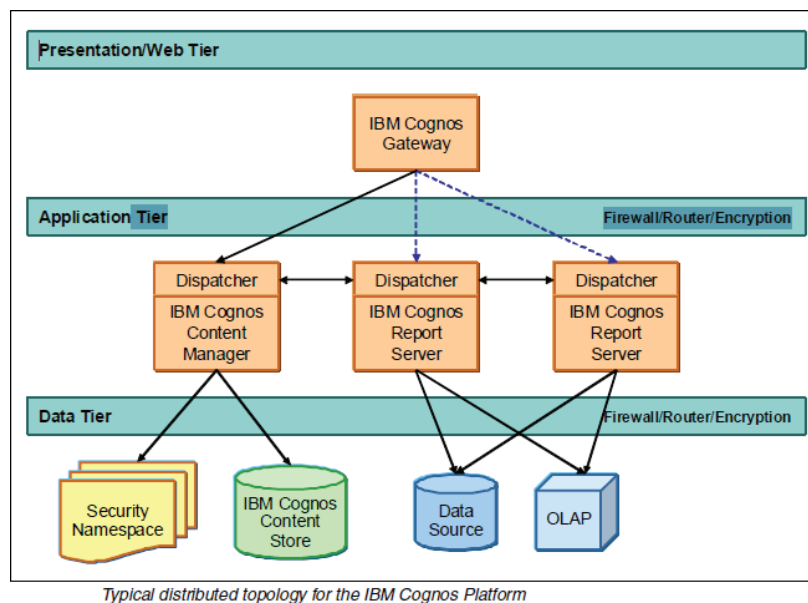 Presentation/Web Tier
IBM Cognos
Gateway
Application Tier
Firewall/Router/Encryption
Dispatcher
IBM Cognos
Content
Manager
Dispatcher
IBM Cognos
Report
Server
Dispatcher
IBM Cognos
Report
Server
Data Tier
Firewall/Router/Encryption
Security
Namespace
IBM Cognos
Content
Store
Data
Source
OLAP
Typical distributed topology for the IBM Cognos Platform